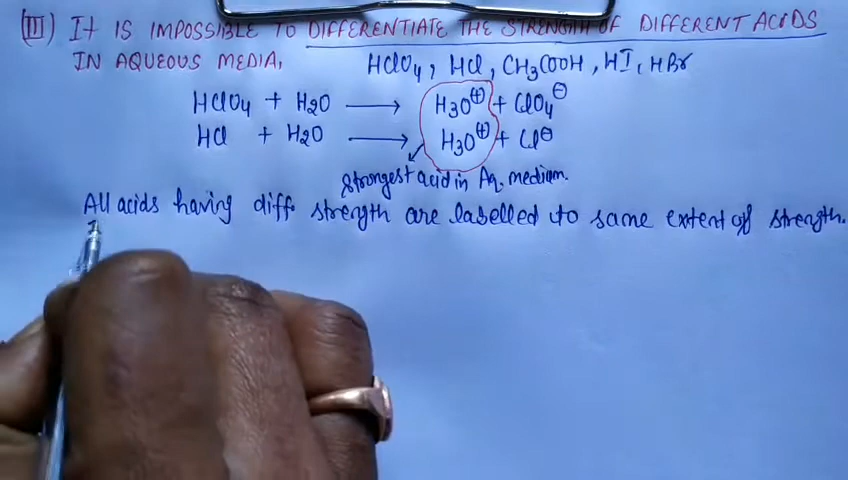 (III) It IS IMPOSSIBLE TO DIFFERENTIATE THE STRENGTH OF DIFFERENT ACIDS
IN AQUEOUS MEDIA, HClO₄, HCl, CH₃COOH, HI, HBr
HClO₄ + H₂O ⟶ H₃O⊕ + ClO₄⊖
HCl + H₂O ⟶ H₃O⊕ + Cl⊖
Strongest acid in Aq. medium.
All acids having diff strength are labelled to same extent of strength.